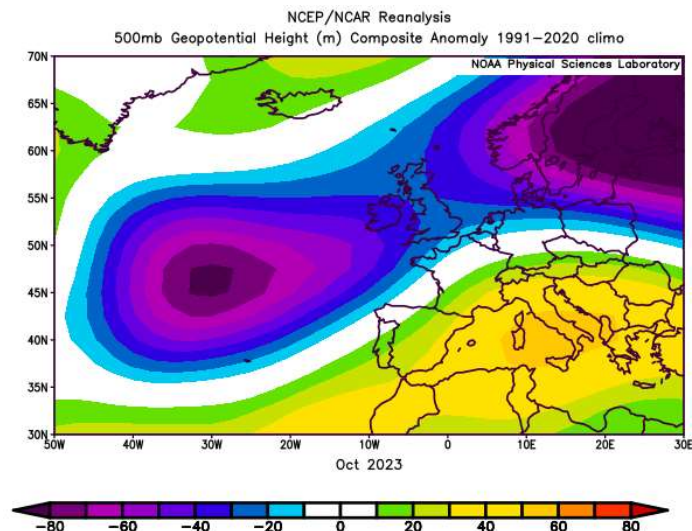 NCEP/NCAR Reanalysis
500mb Geopotential Height (m) Composite Anomaly 1991−2020 climo
NOAA Physical Sciences Laboratory
70N
65N
60N
55N
50N
45N
40N
35N
30N
50W 40W 30W 20W 10W 0 10E 20E 30E
Oct 2023
−80 −60 −40 −20 0 20 40 60 80